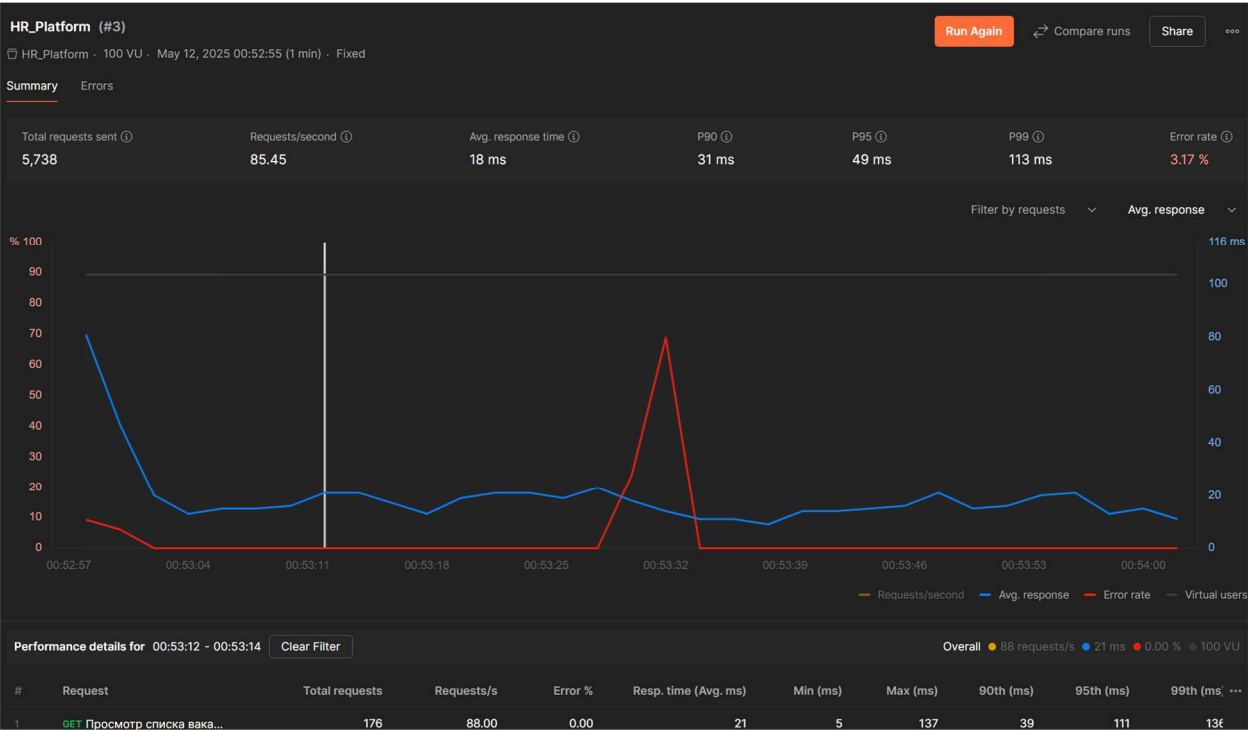 HR_Platform (#3)
Run Again Compare runs Share
HR_Platform · 100 VU · May 12, 2025 00:52:55 (1 min) · Fixed
Summary Errors
Total requests sent Requests/second Avg. response time P90 P95 P99 Error rate
5,738 85.45 18 ms 31 ms 49 ms 113 ms 3.17 %
Filter by requests Avg. response
% 100 116 ms
90
100
80
70 80
60
60
50
40 40
30
20 20
10
0 0
00:52:57 00:53:04 00:53:11 00:53:18 00:53:25 00:53:32 00:53:39 00:53:46 00:53:53 00:54:00
Requests/second Avg. response Error rate Virtual users
Performance details for 00:53:12 - 00:53:14 Clear Filter Overall 88 requests/s 21 ms 0.00 % 100 VU
# Request Total requests Requests/s Error % Resp. time (Avg. ms) Min (ms) Max (ms) 90th (ms) 95th (ms) 99th (ms) ...
1 GET Просмотр списка вака... 176 88.00 0.00 21 5 137 39 111 136